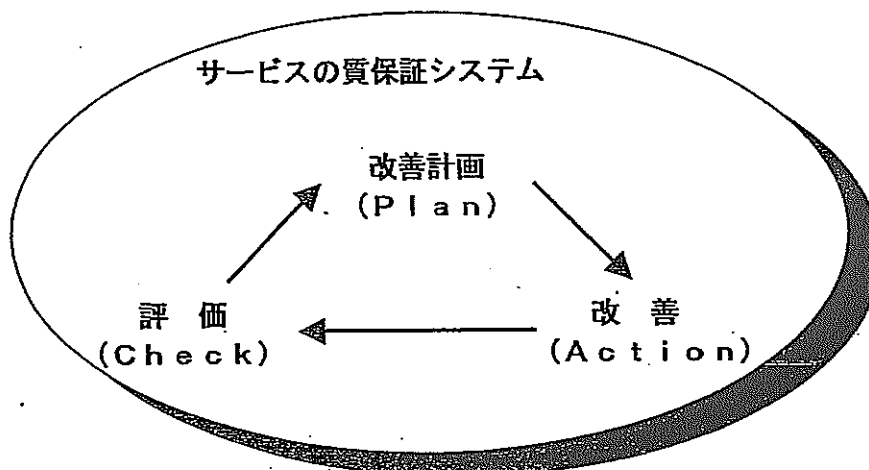 サービスの質保証システム
改善計画
(Plan)
評 価
(Check)
改 善
(Action)